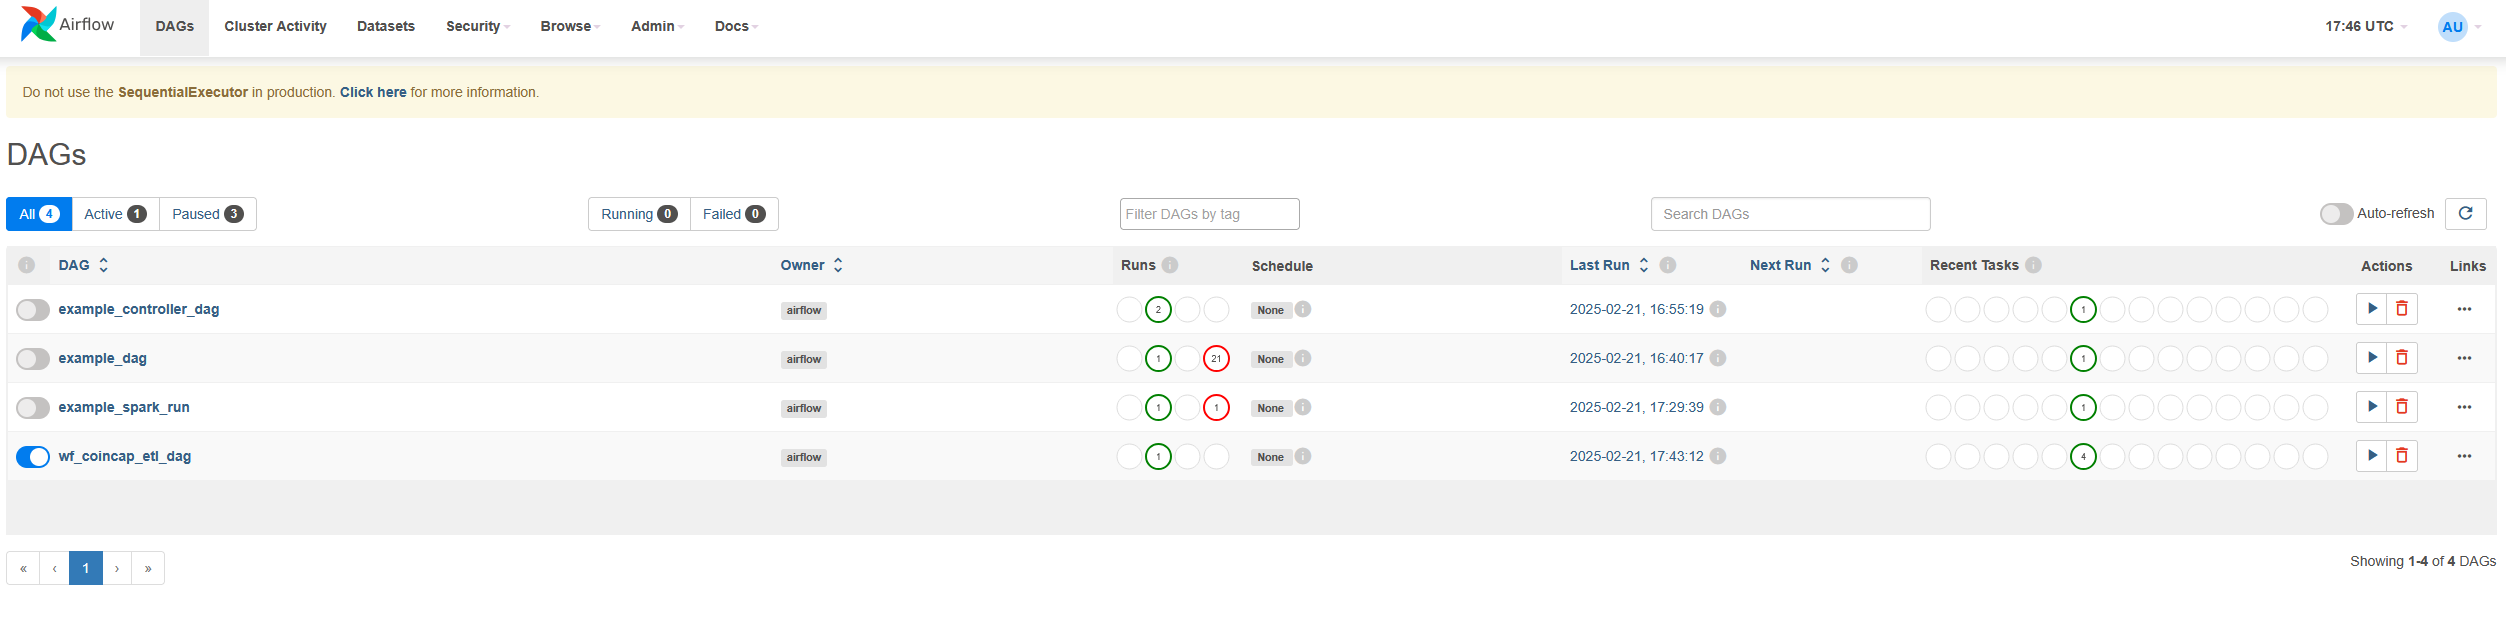 Airflow DAGs Cluster Activity Datasets Security Browse Admin Docs 17:46 UTC AU
Do not use the SequentialExecutor in production. Click here for more information.
DAGs
All 4 Active 1 Paused 3 Running 0 Failed 0 Filter DAGs by tag Search DAGs Auto-refresh
i DAG Owner Runs i Schedule Last Run i Next Run i Recent Tasks i Actions Links
example_controller_dag airflow 2 None i 2025-02-21, 16:55:19 i 1 ...
example_dag airflow 1 21 None i 2025-02-21, 16:40:17 i 1 ...
example_spark_run airflow 1 1 None i 2025-02-21, 17:29:39 i 1 ...
wf_coincap_etl_dag airflow 1 None i 2025-02-21, 17:43:12 i 4 ...
« ‹ 1 › » Showing 1-4 of 4 DAGs